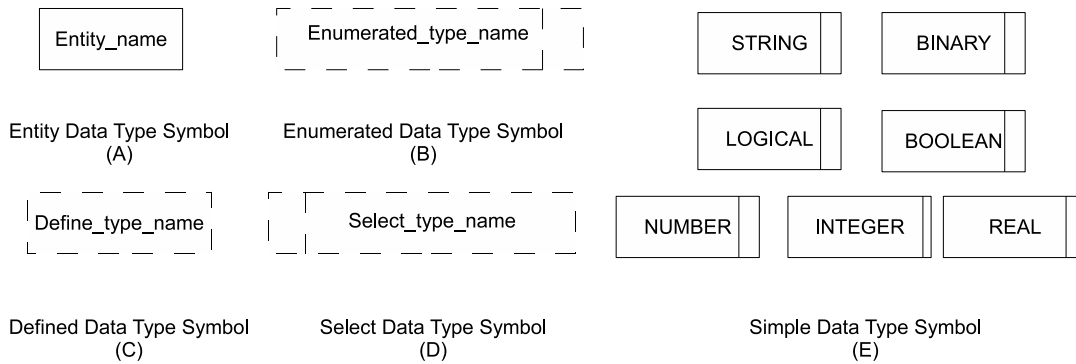 Entity_name
Enumerated_type_name
Entity Data Type Symbol
(A)
Enumerated Data Type Symbol
(B)
Define_type_name
Select_type_name
Defined Data Type Symbol
(C)
Select Data Type Symbol
(D)
STRING
BINARY
LOGICAL
BOOLEAN
NUMBER
INTEGER
REAL
Simple Data Type Symbol
(E)